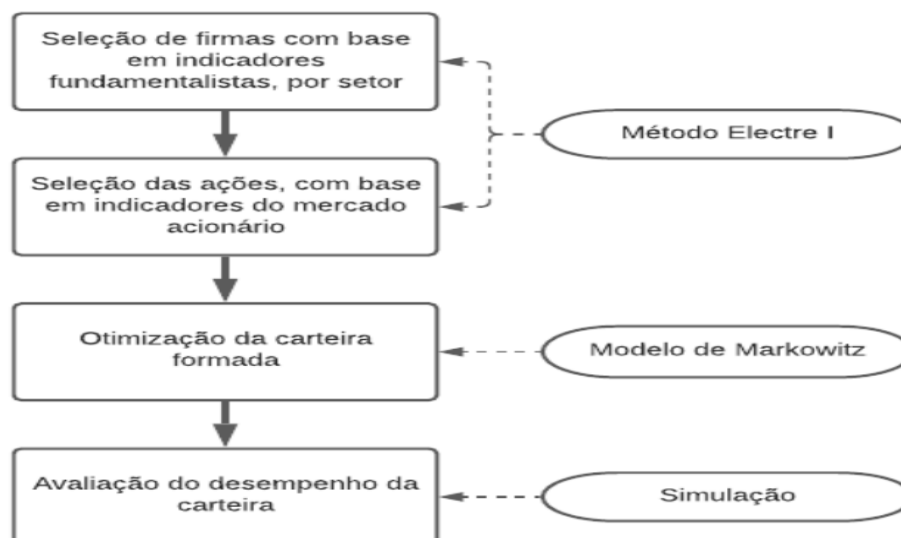 Seleção de firmas com base
em indicadores
fundamentalistas, por setor
Método Electre I
Seleção das ações, com base
em indicadores do mercado
acionário
Otimização da carteira
formada
Modelo de Markowitz
Avaliação do desempenho da
carteira
Simulação